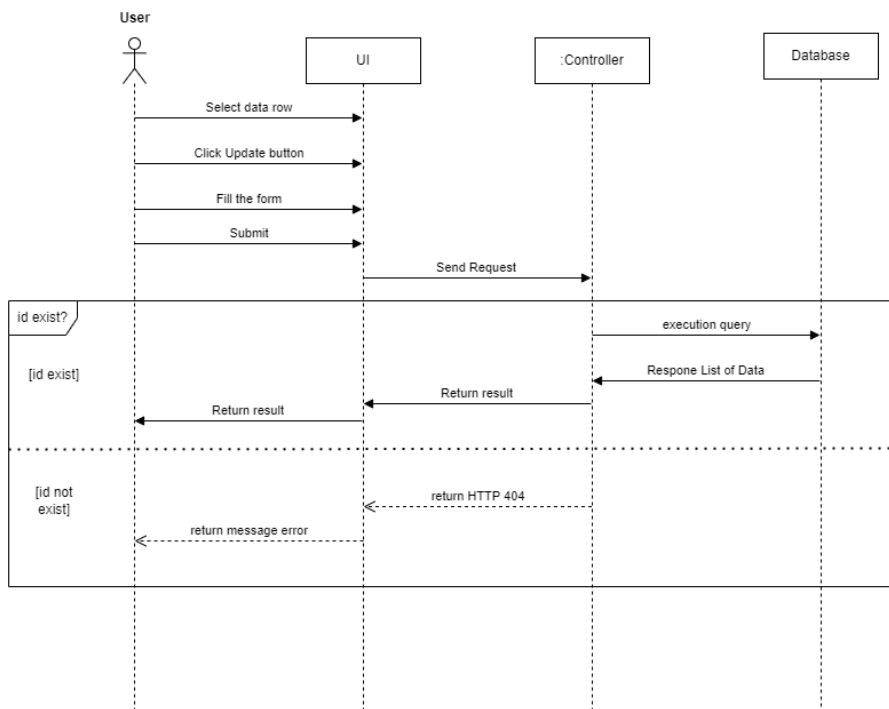 User
UI
:Controller
Database
Select data row
Click Update button
Fill the form
Submit
Send Request
id exist?
execution query
[id exist]
Respone List of Data
Return result
Return result
[id not
exist]
return HTTP 404
return message error